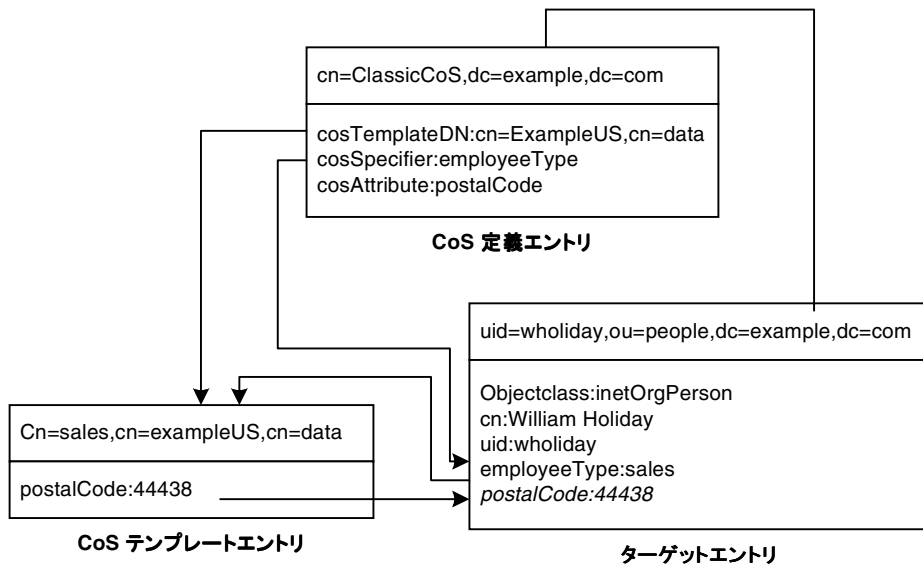 cn=ClassicCoS,dc=example,dc=com
cosTemplateDN:cn=ExampleUS,cn=data
cosSpecifier:employeeType
cosAttribute:postalCode
CoS 定義エントリ
uid=wholiday,ou=people,dc=example,dc=com
Objectclass:inetOrgPerson
cn:William Holiday
uid:wholiday
employeeType:sales
postalCode:44438
ターゲットエントリ
Cn=sales,cn=exampleUS,cn=data
postalCode:44438
CoS テンプレートエントリ